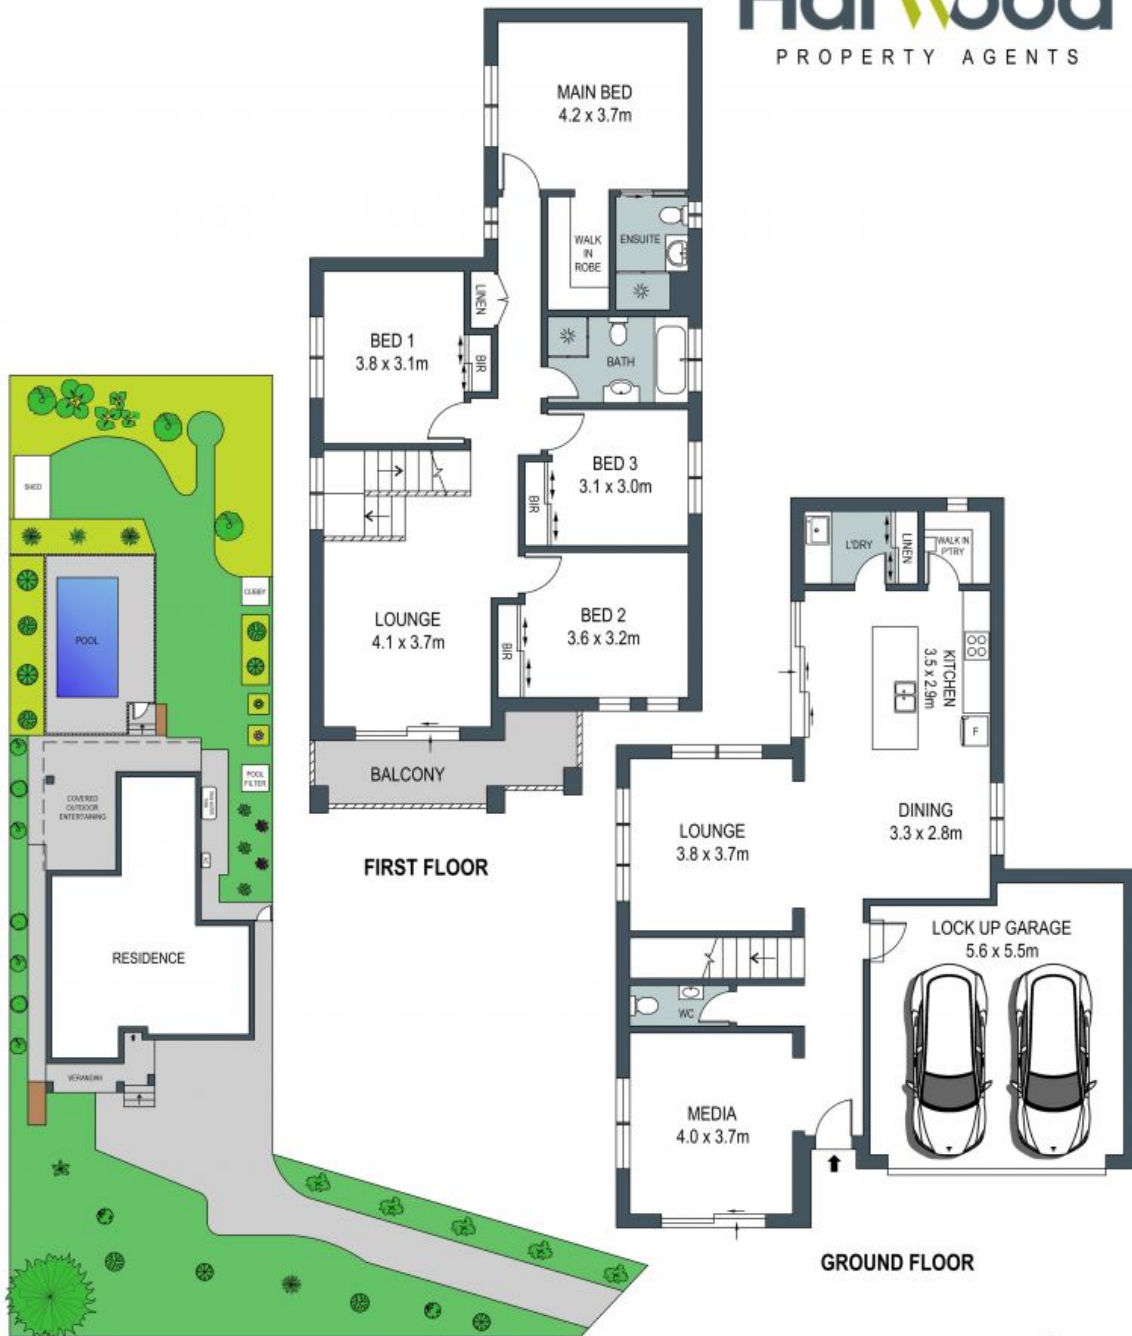 Harwood
PROPERTY AGENTS
MAIN BED
4.2 x 3.7m
WALK
IN
ROBE
ENSUITE
LINEN
BED 1
3.8 x 3.1m
BIR
BATH
BED 3
3.1 x 3.0m
BIR
LOUNGE
4.1 x 3.7m
BED 2
3.6 x 3.2m
BIR
BALCONY
FIRST FLOOR
SHED
CUBBY
POOL
POOL
FILTER
COVERED
OUTDOOR
ENTERTAINING
AC
RESIDENCE
VERANDAH
L'DRY
LINEN
WALK IN
P'TRY
KITCHEN
3.5 x 2.9m
F
DINING
3.3 x 2.8m
LOUNGE
3.8 x 3.7m
LOCK UP GARAGE
5.6 x 5.5m
WC
MEDIA
4.0 x 3.7m
GROUND FLOOR